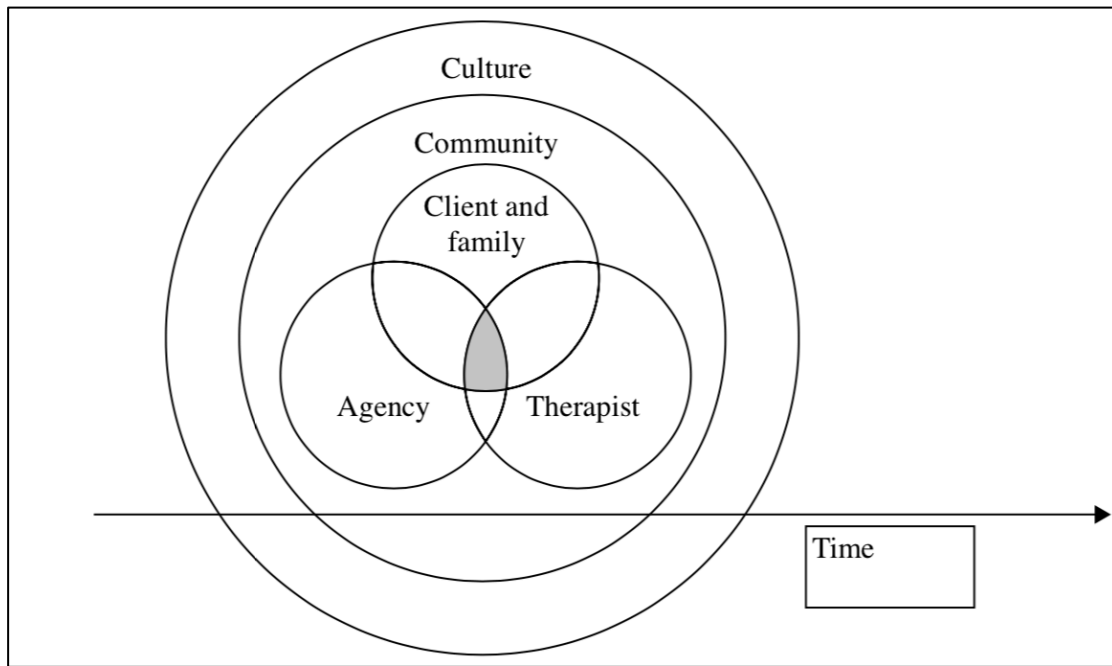 Culture
Community
Client and
family
Agency
Therapist
Time